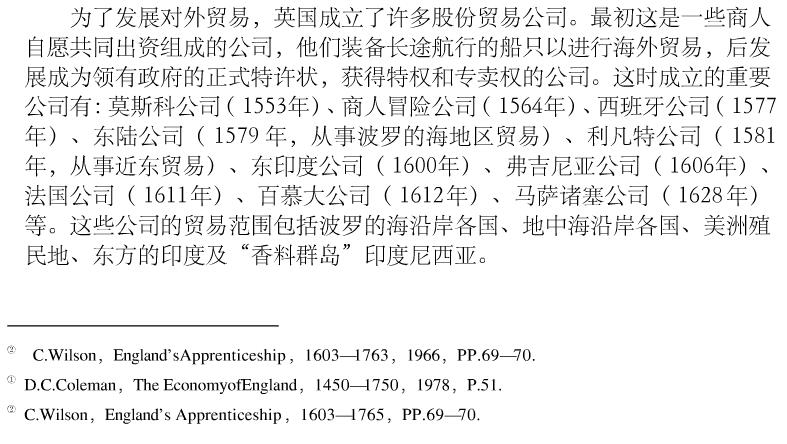 为了发展对外贸易，英国成立了许多股份贸易公司。最初这是一些商人
自愿共同出资组成的公司，他们装备长途航行的船只以进行海外贸易，后发
展成为领有政府的正式特许状，获得特权和专卖权的公司。这时成立的重要
公司有：莫斯科公司（1553年）、商人冒险公司（1564年）、西班牙公司（1577
年）、东陆公司（1579年，从事波罗的海地区贸易）、利凡特公司（1581
年，从事近东贸易）、东印度公司（1600年）、弗吉尼亚公司（1606年）、
法国公司（1611年）、百慕大公司（1612年）、马萨诸塞公司（1628年）
等。这些公司的贸易范围包括波罗的海沿岸各国、地中海沿岸各国、美洲殖
民地、东方的印度及“香料群岛”印度尼西亚。
② C.Wilson，England'sApprenticeship，1603—1763，1966，PP.69—70.
① D.C.Coleman，The EconomyofEngland，1450—1750，1978，P.51.
② C.Wilson，England's Apprenticeship，1603—1765，PP.69—70.